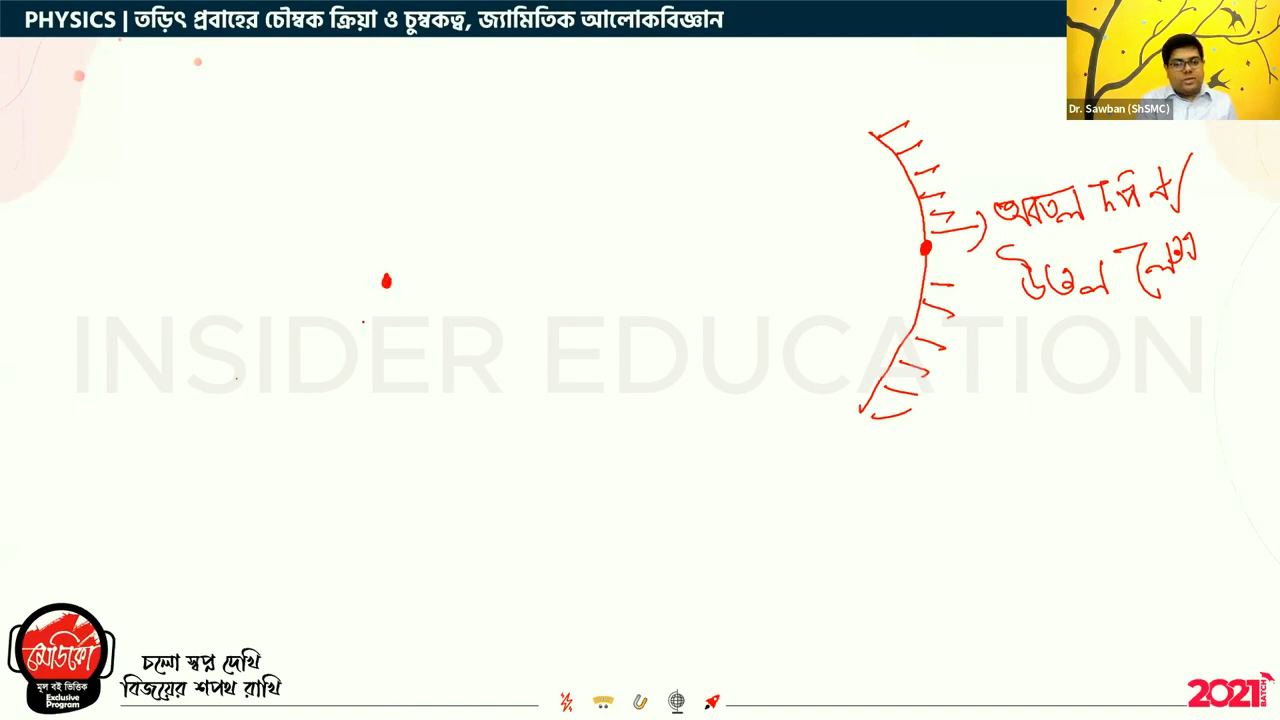 PHYSICS | তড়িৎ প্রবাহের চৌম্বক ক্রিয়া ও চুম্বকত্ব, জ্যামিতিক আলোকবিজ্ঞান
Dr. Sawban (ShSMC)
অবতল দর্পন/
উত্তল লেন্স
INSIDER EDUCATION
মেডিকো
মূল বই ভিত্তিক
Exclusive
Program
চলো স্বপ্ন দেখি
বিজয়ের শপথ রাখি
2021 BATCH